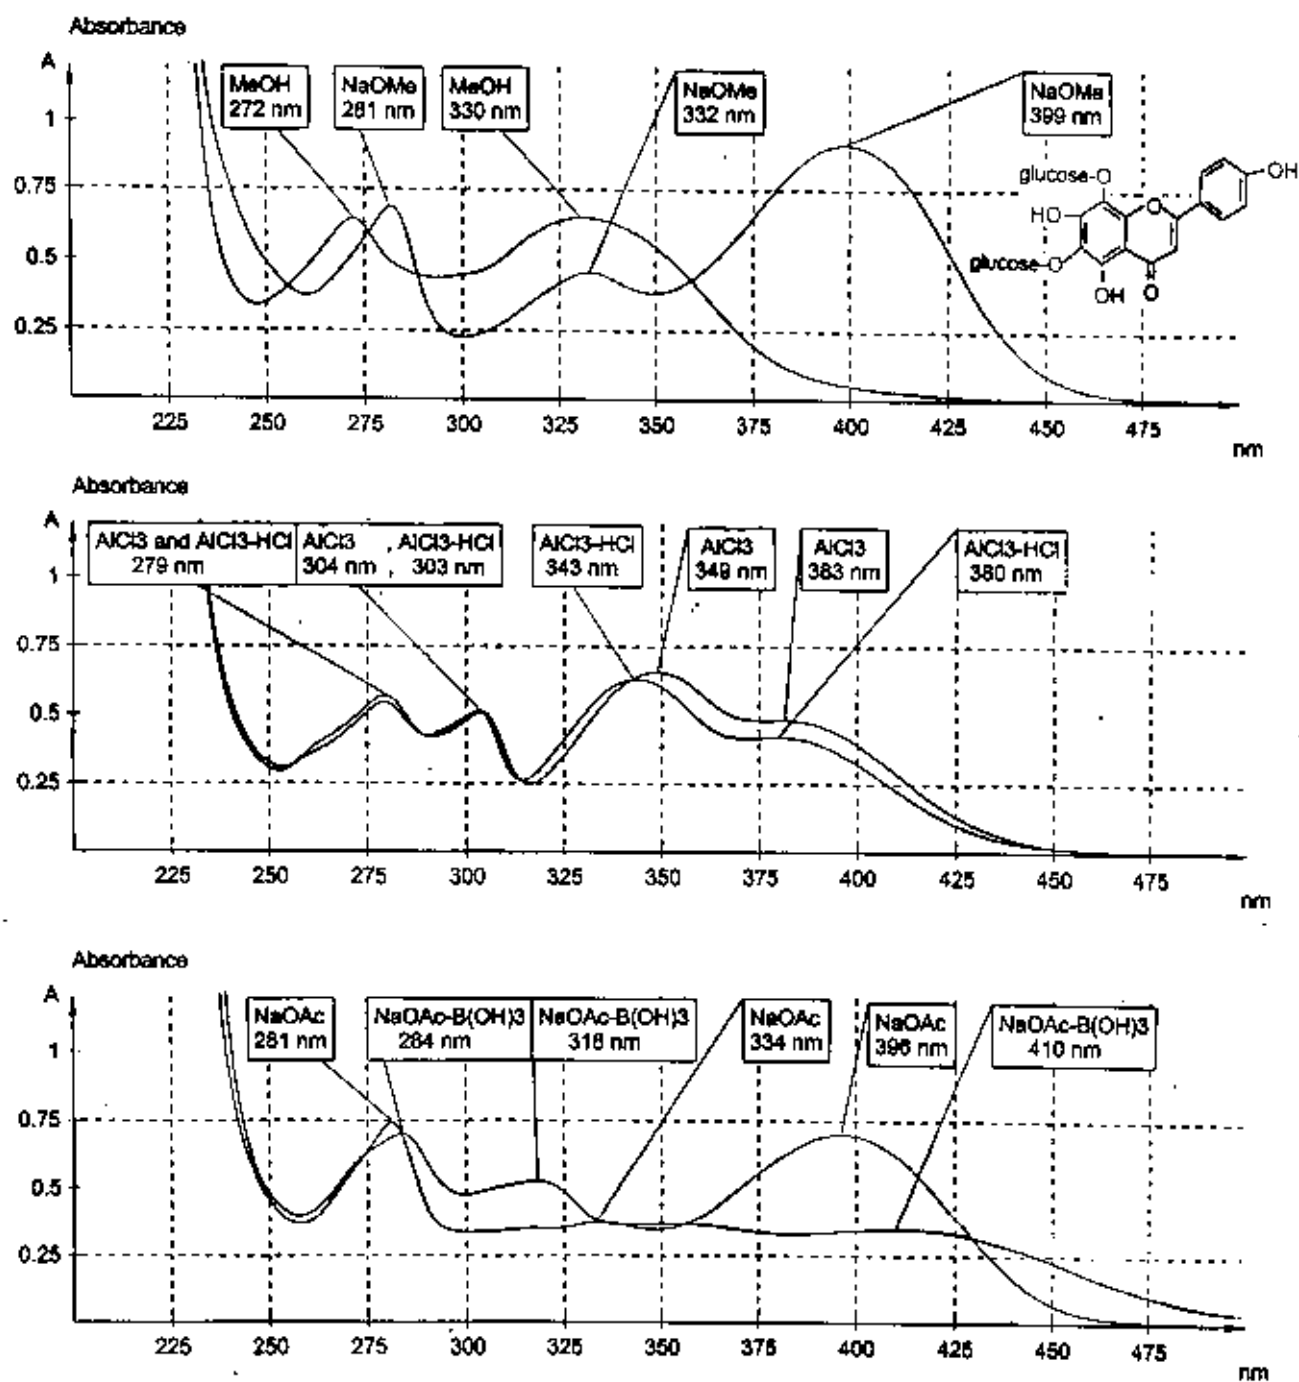 Absorbance
A
MeOH
272 nm
NaOMe
281 nm
MeOH
330 nm
NaOMe
332 nm
NaOMe
399 nm
1
0.75
0.5
0.25
glucose-O
OH
HO
O
glucose-O
OH O
225 250 275 300 325 350 375 400 425 450 475
nm
Absorbance
A
AlCl3 and AlCl3-HCl
279 nm
AlCl3 , AlCl3-HCl
304 nm , 303 nm
AlCl3-HCl
343 nm
AlCl3
349 nm
AlCl3
383 nm
AlCl3-HCl
380 nm
1
0.75
0.5
0.25
225 250 275 300 325 350 375 400 425 450 475
nm
Absorbance
A
NaOAc
281 nm
NaOAc-B(OH)3
284 nm
NaOAc-B(OH)3
318 nm
NaOAc
334 nm
NaOAc
396 nm
NaOAc-B(OH)3
410 nm
1
0.75
0.5
0.25
225 250 275 300 325 350 375 400 425 450 475
nm